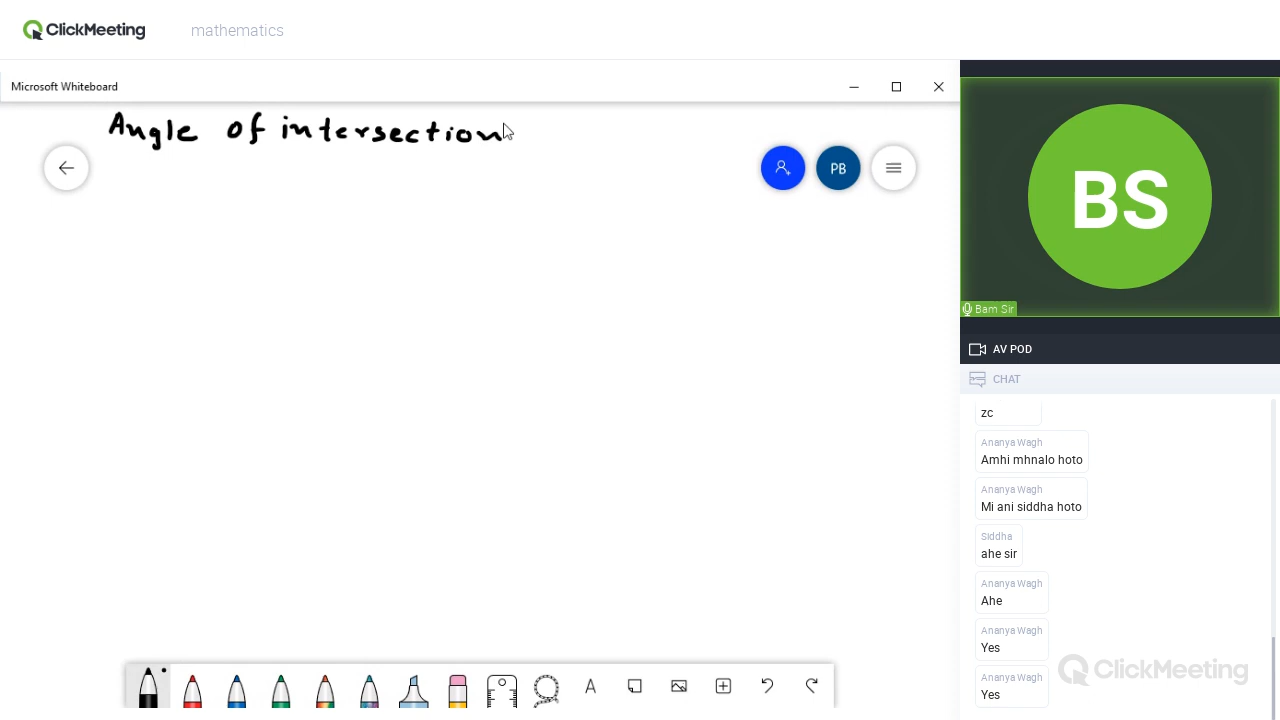 ClickMeeting
mathematics
Microsoft Whiteboard
Angle of intersection
PB
BS
Bam Sir
AV POD
CHAT
zc
Ananya Wagh
Amhi mhnalo hoto
Ananya Wagh
Mi ani siddha hoto
Siddha
ahe sir
Ananya Wagh
Ahe
Ananya Wagh
Yes
Ananya Wagh
Yes
ClickMeeting
A